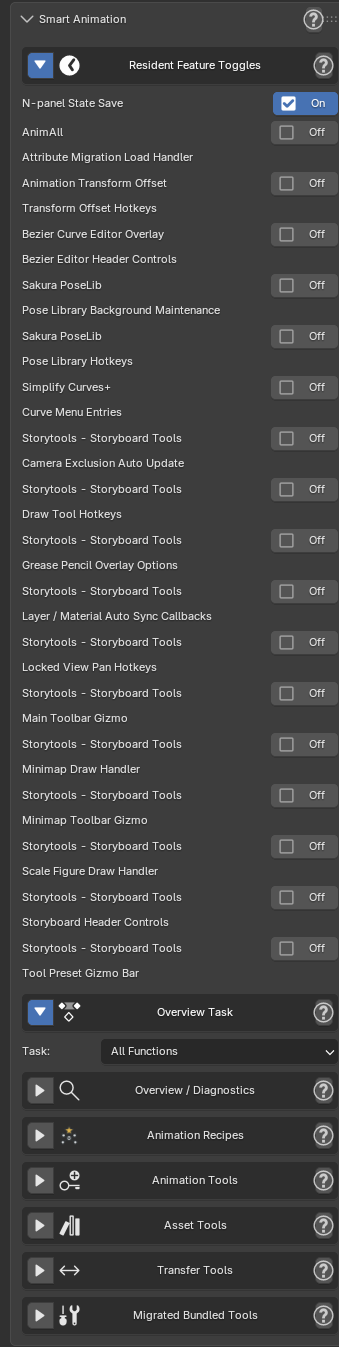 Smart Animation
Resident Feature Toggles
N-panel State Save On
AnimAll Off
Attribute Migration Load Handler
Animation Transform Offset Off
Transform Offset Hotkeys
Bezier Curve Editor Overlay Off
Bezier Editor Header Controls
Sakura PoseLib Off
Pose Library Background Maintenance
Sakura PoseLib Off
Pose Library Hotkeys
Simplify Curves+ Off
Curve Menu Entries
Storytools - Storyboard Tools Off
Camera Exclusion Auto Update
Storytools - Storyboard Tools Off
Draw Tool Hotkeys
Storytools - Storyboard Tools Off
Grease Pencil Overlay Options
Storytools - Storyboard Tools Off
Layer / Material Auto Sync Callbacks
Storytools - Storyboard Tools Off
Locked View Pan Hotkeys
Storytools - Storyboard Tools Off
Main Toolbar Gizmo
Storytools - Storyboard Tools Off
Minimap Draw Handler
Storytools - Storyboard Tools Off
Minimap Toolbar Gizmo
Storytools - Storyboard Tools Off
Scale Figure Draw Handler
Storytools - Storyboard Tools Off
Storyboard Header Controls
Storytools - Storyboard Tools Off
Tool Preset Gizmo Bar
Overview Task
Task: All Functions
Overview / Diagnostics
Animation Recipes
Animation Tools
Asset Tools
Transfer Tools
Migrated Bundled Tools